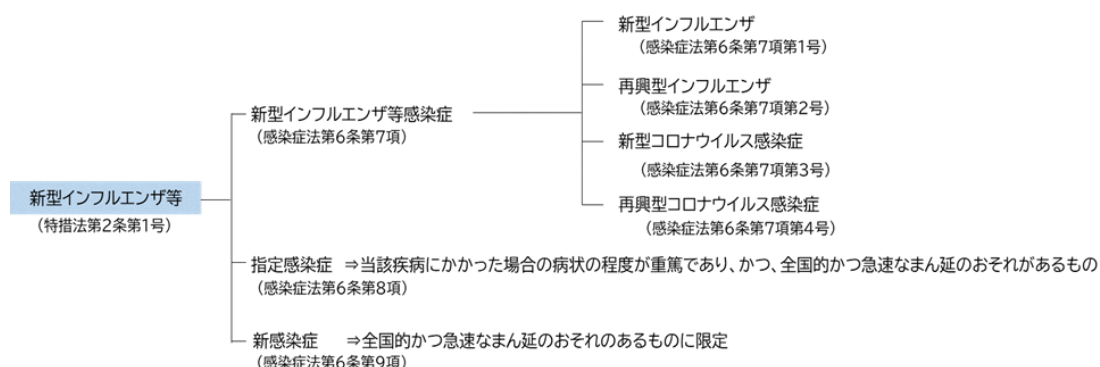 新型インフルエンザ
（感染症法第6条第7項第1号）
再興型インフルエンザ
（感染症法第6条第7項第2号）
新型インフルエンザ等感染症
（感染症法第6条第7項）
新型コロナウイルス感染症
（感染症法第6条第7項第3号）
新型インフルエンザ等
（特措法第2条第1号）
再興型コロナウイルス感染症
（感染症法第6条第7項第4号）
指定感染症 ⇒当該疾病にかかった場合の病状の程度が重篤であり、かつ、全国的かつ急速なまん延のおそれがあるもの
（感染症法第6条第8項）
新感染症 ⇒全国的かつ急速なまん延のおそれのあるものに限定
（感染症法第6条第9項）